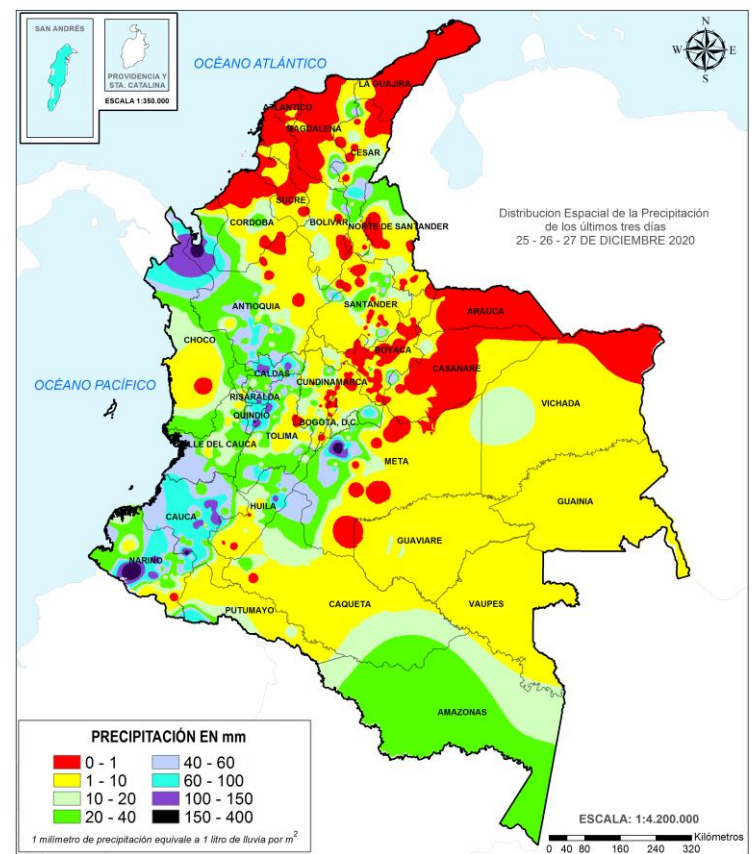 SAN ANDRÉS
PROVIDENCIA Y
STA. CATALINA
ESCALA 1:350.000
OCÉANO ATLÁNTICO
N
W E
S
LA GUAJIRA
ATLANTICO
MAGDALENA
CESAR
SUCRE
CORDOBA
BOLIVAR
NORTE DE SANTANDER
Distribucion Espacial de la Precipitación
de los últimos tres días
25 - 26 - 27 DE DICIEMBRE 2020
ANTIOQUIA
SANTANDER
ARAUCA
CHOCO
BOYACA
CASANARE
OCÉANO PACÍFICO
CALDAS
CUNDINAMARCA
RISARALDA
VICHADA
QUINDIO
BOGOTA, D.C.
TOLIMA
VALLE DEL CAUCA
META
GUAINIA
HUILA
CAUCA
GUAVIARE
NARIÑO
CAQUETA
VAUPES
PUTUMAYO
AMAZONAS
PRECIPITACIÓN EN mm
0 - 1 40 - 60
1 - 10 60 - 100
10 - 20 100 - 150
20 - 40 150 - 400
1 milímetro de precipitación equivale a 1 litro de lluvia por m²
ESCALA: 1:4.200.000
Kilómetros
0 40 80 160 240 320